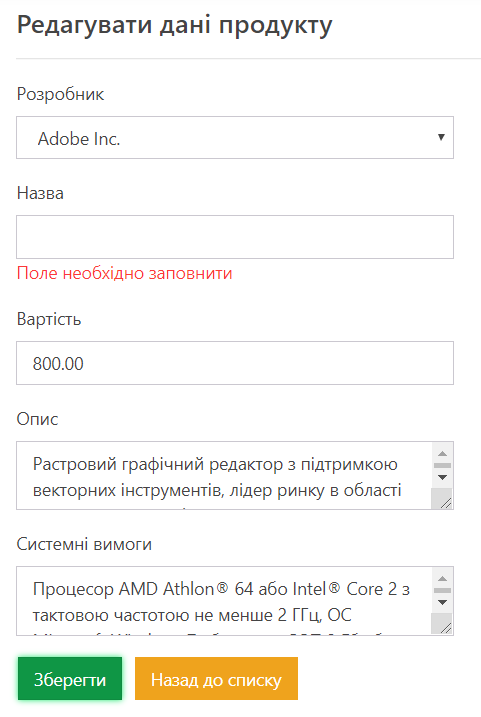 Редагувати дані продукту
Розробник
Adobe Inc.
Назва
Поле необхідно заповнити
Вартість
800.00
Опис
Растровий графічний редактор з підтримкою
векторних інструментів, лідер ринку в області
Системні вимоги
Процесор AMD Athlon® 64 або Intel® Core 2 з
тактовою частотою не менше 2 ГГц, ОС
Зберегти
Назад до списку